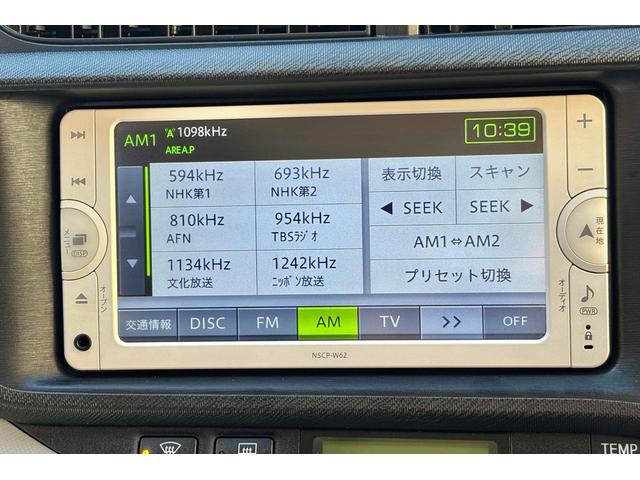 AM1 "A" 1098kHz
AREA.P
10:39
594kHz
NHK第1
693kHz
NHK第2
810kHz
AFN
954kHz
TBSﾗｼﾞｵ
1134kHz
文化放送
1242kHz
ﾆｯﾎﾟﾝ放送
表示切換
スキャン
◀ SEEK
SEEK ▶
AM1⇔AM2
プリセット切換
交通情報
DISC
FM
AM
TV
>>
OFF
メニュー
DISP
オープン
現在地
オーディオ
PWR
NSCP-W62
TEMP